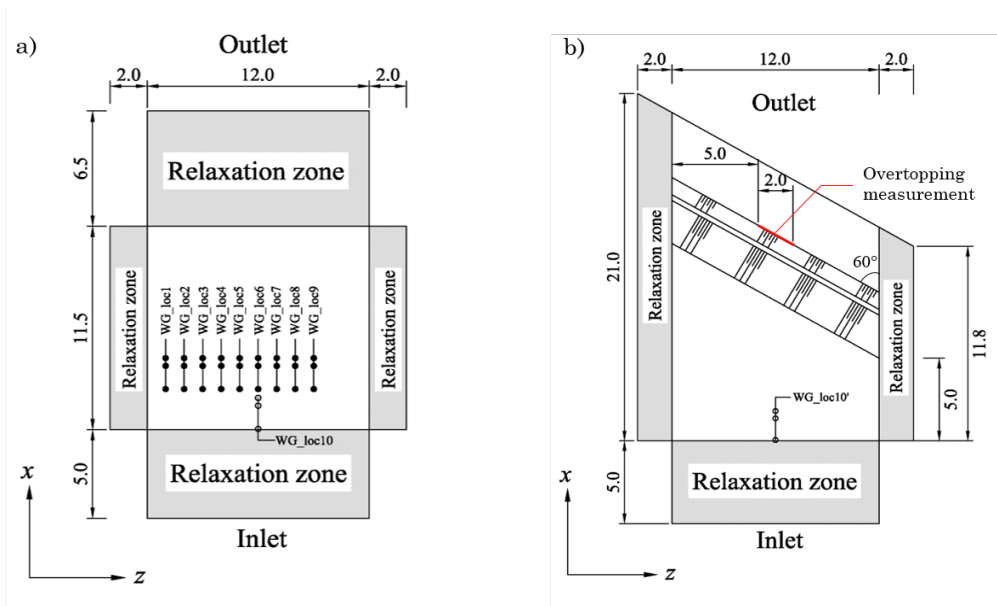 a)
Outlet
2.0
12.0
2.0
6.5
Relaxation zone
11.5
Relaxation zone
WG_loc1
WG_loc2
WG_loc3
WG_loc4
WG_loc5
WG_loc6
WG_loc7
WG_loc8
WG_loc9
Relaxation zone
WG_loc10
5.0
Relaxation zone
x
Inlet
z
b)
2.0
12.0
2.0
Outlet
5.0
2.0
Overtopping
measurement
21.0
Relaxation zone
60°
Relaxation zone
11.8
5.0
WG_loc10'
5.0
Relaxation zone
x
Inlet
z